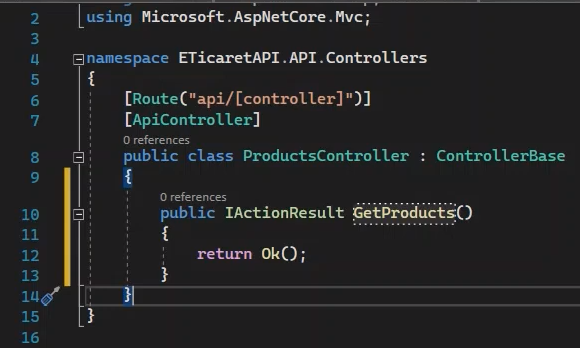 2 using Microsoft.AspNetCore.Mvc;
3
4 namespace ETicaretAPI.API.Controllers
5 {
6 [Route("api/[controller]")]
7 [ApiController]
0 references
8 public class ProductsController : ControllerBase
9 {
0 references
10 public IActionResult GetProducts()
11 {
12 return Ok();
13 }
14 }
15 }
16